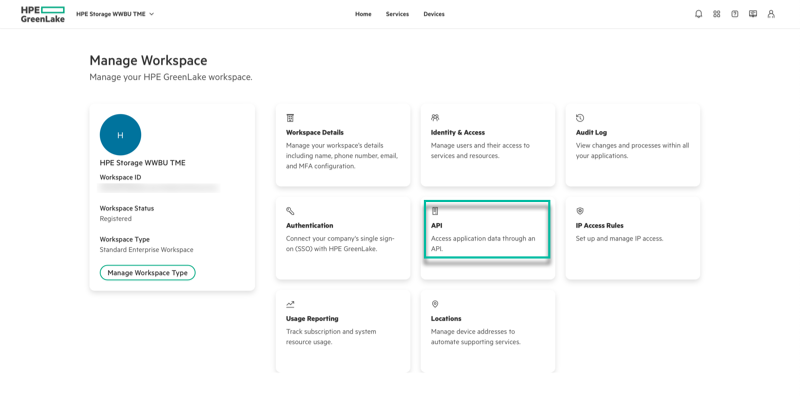 HPE
GreenLake
HPE Storage WWBU TME
Home Services Devices
Manage Workspace
Manage your HPE GreenLake workspace.
H
HPE Storage WWBU TME
Workspace ID
Workspace Status
Registered
Workspace Type
Standard Enterprise Workspace
Manage Workspace Type
Workspace Details
Manage your workspace's details
including name, phone number, email,
and MFA configuration.
Identity & Access
Manage users and their access to
services and resources.
Audit Log
View changes and processes within all
your applications.
Authentication
Connect your company's single sign-
on (SSO) with HPE GreenLake.
API
Access application data through an
API.
IP Access Rules
Set up and manage IP access.
Usage Reporting
Track subscription and system
resource usage.
Locations
Manage device addresses to
automate supporting services.